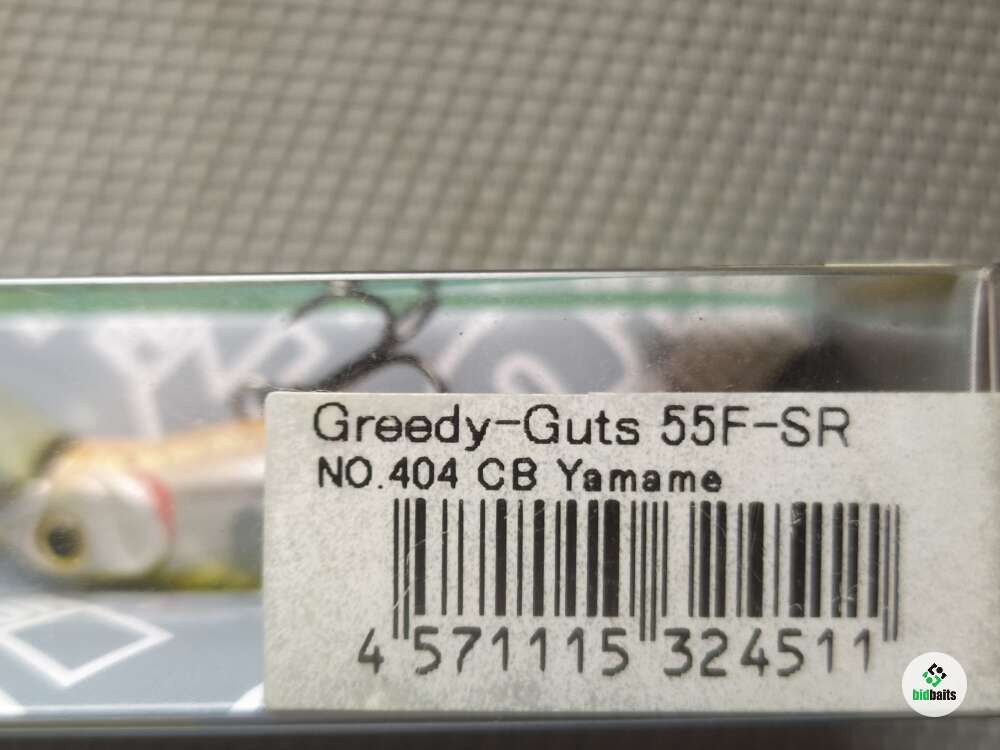 Greedy-Guts 55F-SR
NO.404 CB Yamame
4 571115 324511
bidbaits